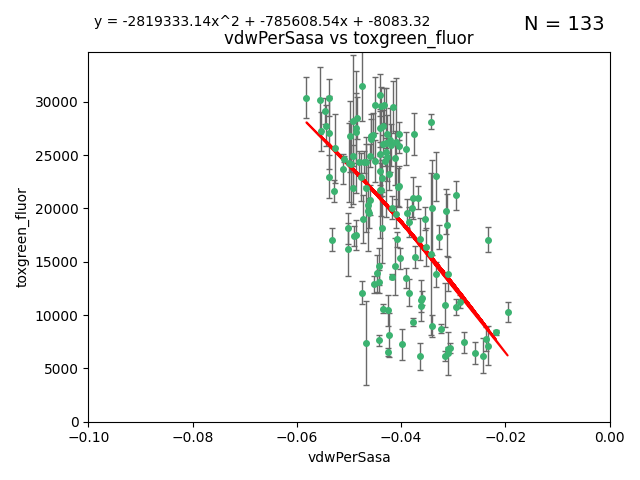 y = -2819333.14x^2 + -785608.54x + -8083.32
N = 133
vdwPerSasa vs toxgreen_fluor
toxgreen_fluor
30000
25000
20000
15000
10000
5000
0
−0.10 −0.08 −0.06 −0.04 −0.02 0.00
vdwPerSasa